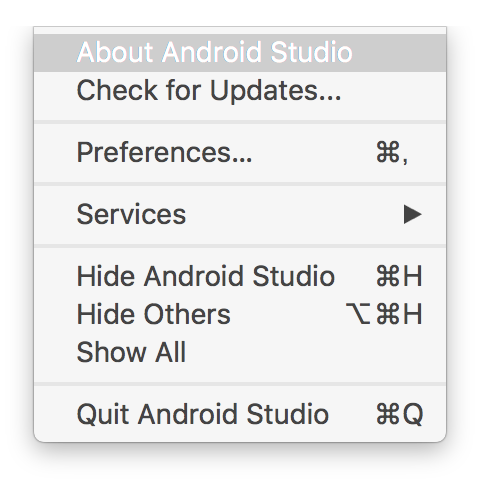 About Android Studio
Check for Updates...
Preferences... ⌘,
Services ▶
Hide Android Studio ⌘H
Hide Others ⌥⌘H
Show All
Quit Android Studio ⌘Q